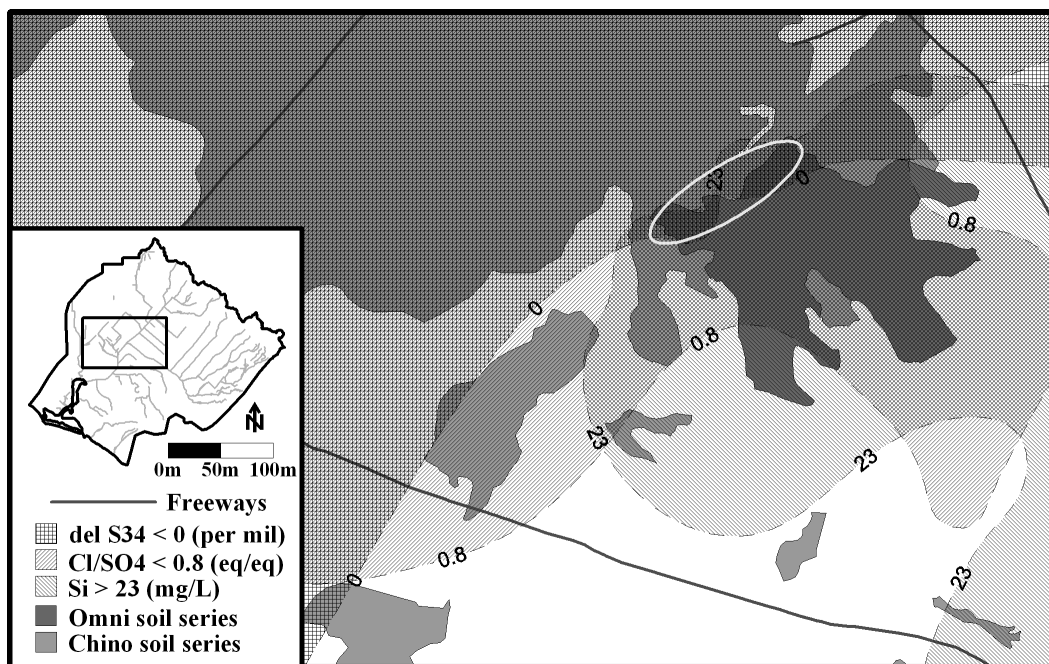 23
0
0.8
0
0.8
23
23
0.8
23
0
N
0m 50m 100m
Freeways
del S34 < 0 (per mil)
Cl/SO4 < 0.8 (eq/eq)
Si > 23 (mg/L)
Omni soil series
Chino soil series